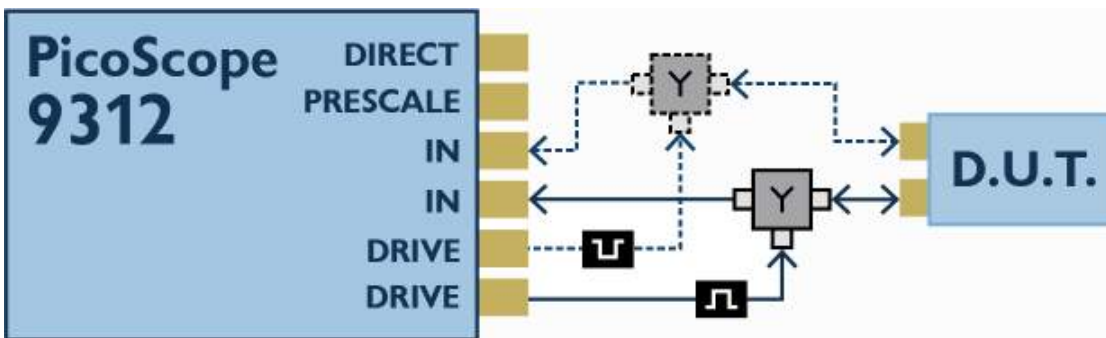 PicoScope
9312
DIRECT
PRESCALE
IN
IN
DRIVE
DRIVE
Y
Y
D.U.T.